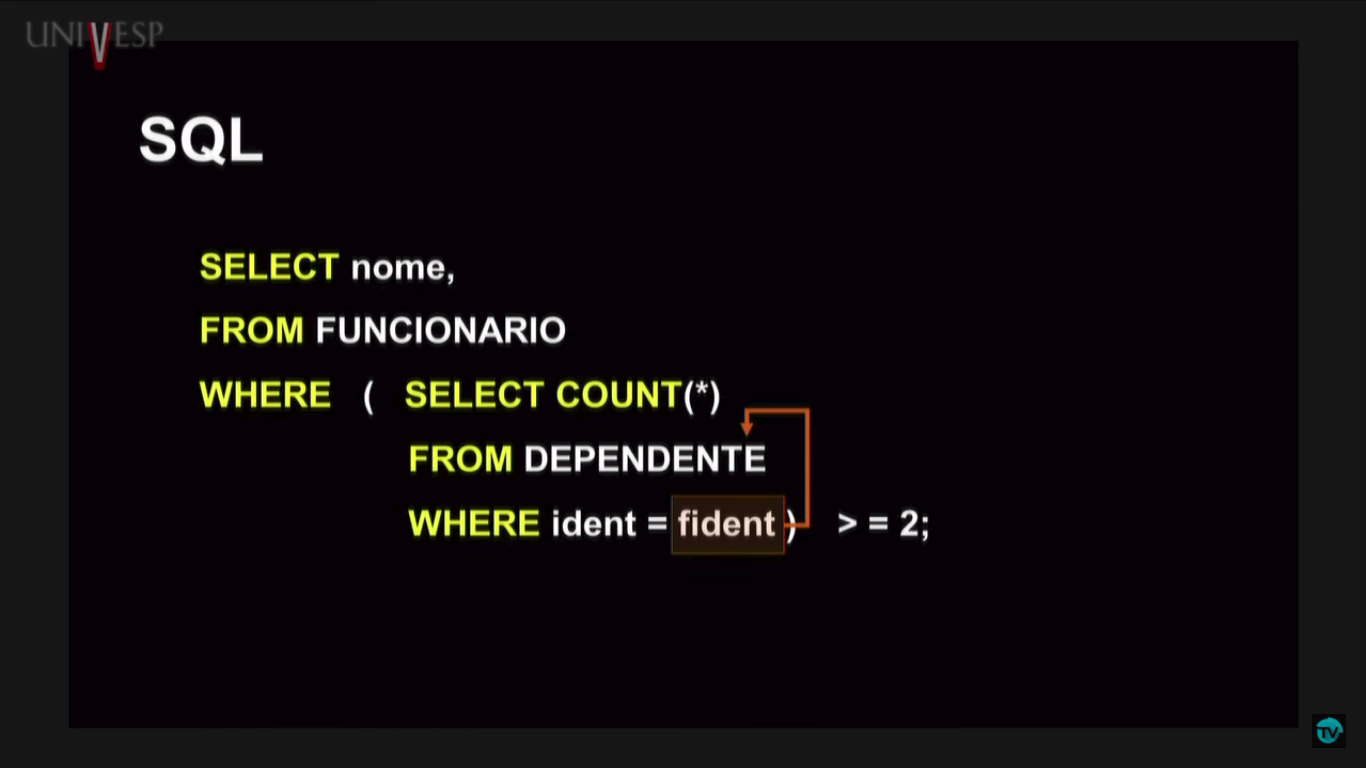 UNIVESP
SQL
SELECT nome,
FROM FUNCIONARIO
WHERE ( SELECT COUNT(*)
FROM DEPENDENTE
WHERE ident = fident ) > = 2;
TV